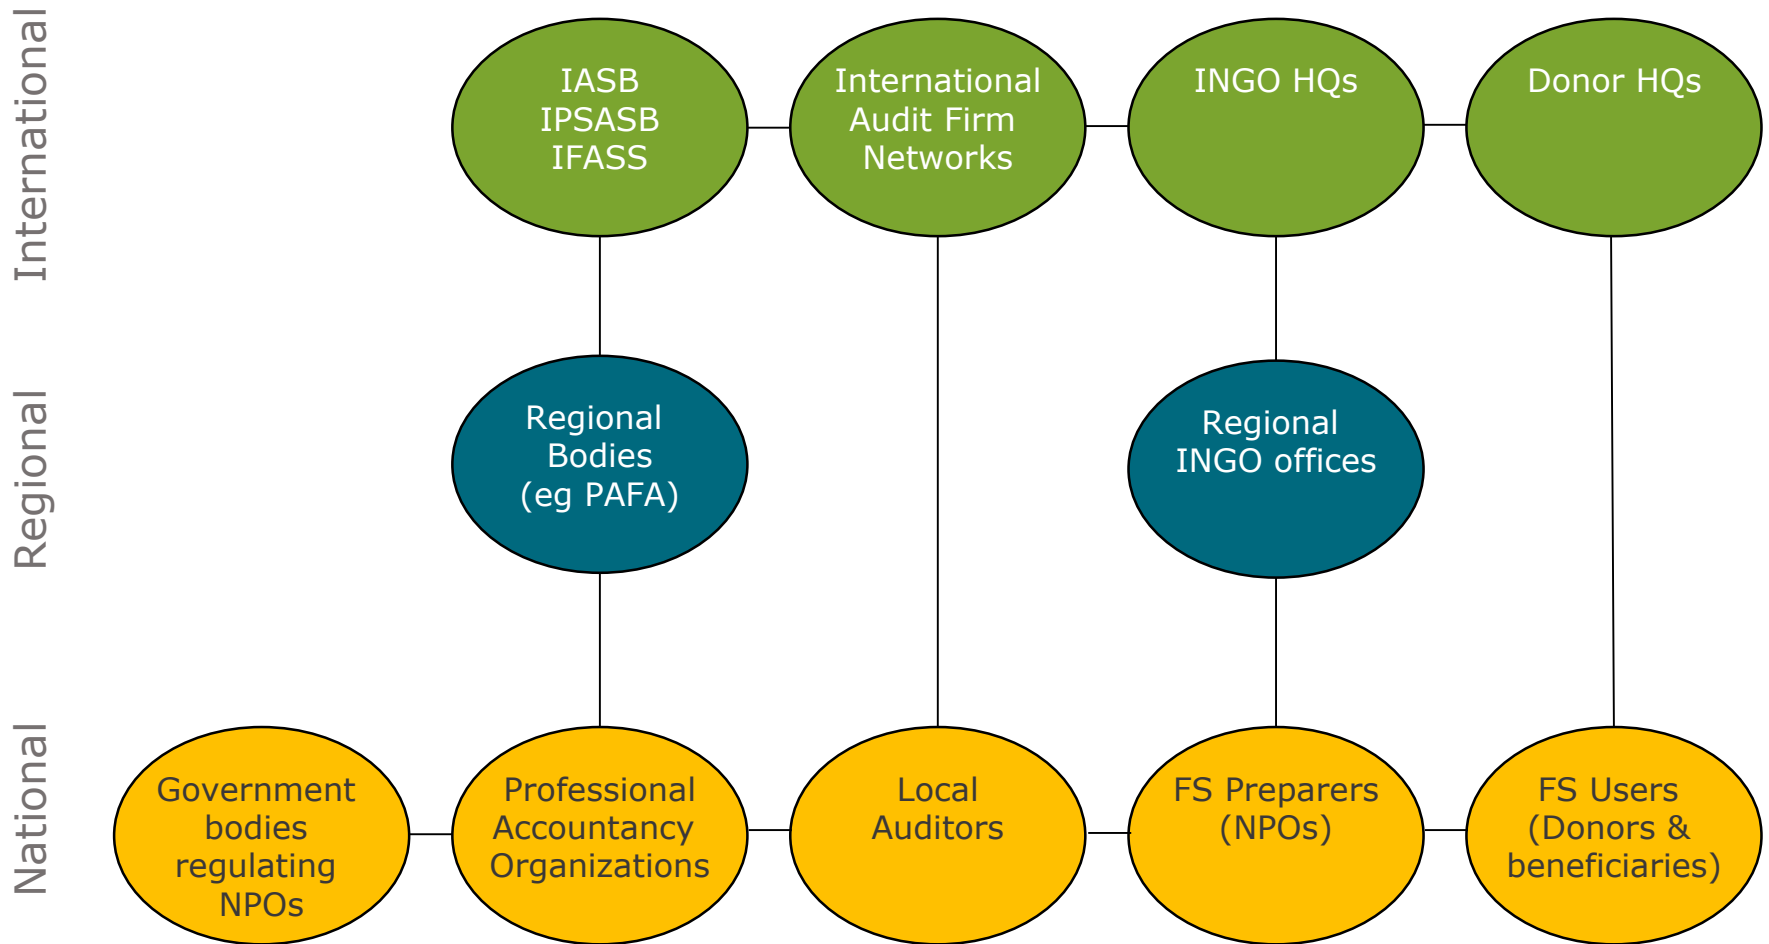 International
IASB
IPSASB
IFASS
International
Audit Firm
Networks
INGO HQs
Donor HQs
Regional
Regional
Bodies
(eg PAFA)
Regional
INGO offices
National
Government
bodies
regulating
NPOs
Professional
Accountancy
Organizations
Local
Auditors
FS Preparers
(NPOs)
FS Users
(Donors &
beneficiaries)